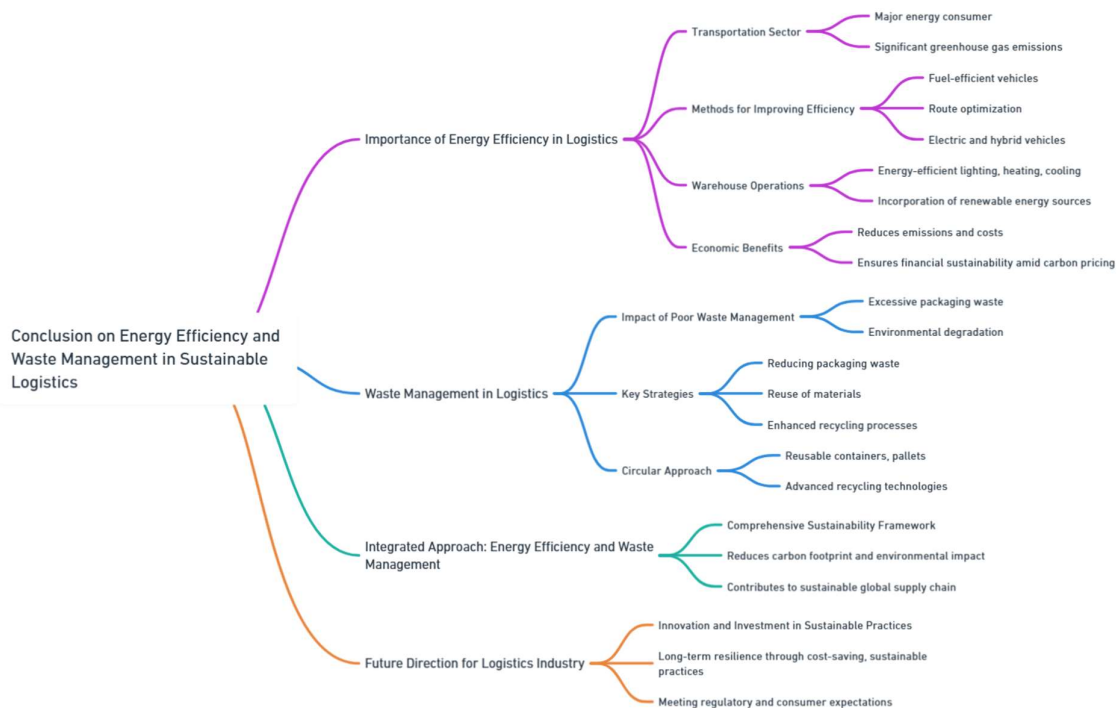 Conclusion on Energy Efficiency and
Waste Management in Sustainable
Logistics
Importance of Energy Efficiency in Logistics
Transportation Sector
Major energy consumer
Significant greenhouse gas emissions
Methods for Improving Efficiency
Fuel-efficient vehicles
Route optimization
Electric and hybrid vehicles
Warehouse Operations
Energy-efficient lighting, heating, cooling
Incorporation of renewable energy sources
Economic Benefits
Reduces emissions and costs
Ensures financial sustainability amid carbon pricing
Waste Management in Logistics
Impact of Poor Waste Management
Excessive packaging waste
Environmental degradation
Key Strategies
Reducing packaging waste
Reuse of materials
Enhanced recycling processes
Circular Approach
Reusable containers, pallets
Advanced recycling technologies
Integrated Approach: Energy Efficiency and Waste
Management
Comprehensive Sustainability Framework
Reduces carbon footprint and environmental impact
Contributes to sustainable global supply chain
Future Direction for Logistics Industry
Innovation and Investment in Sustainable Practices
Long-term resilience through cost-saving, sustainable
practices
Meeting regulatory and consumer expectations